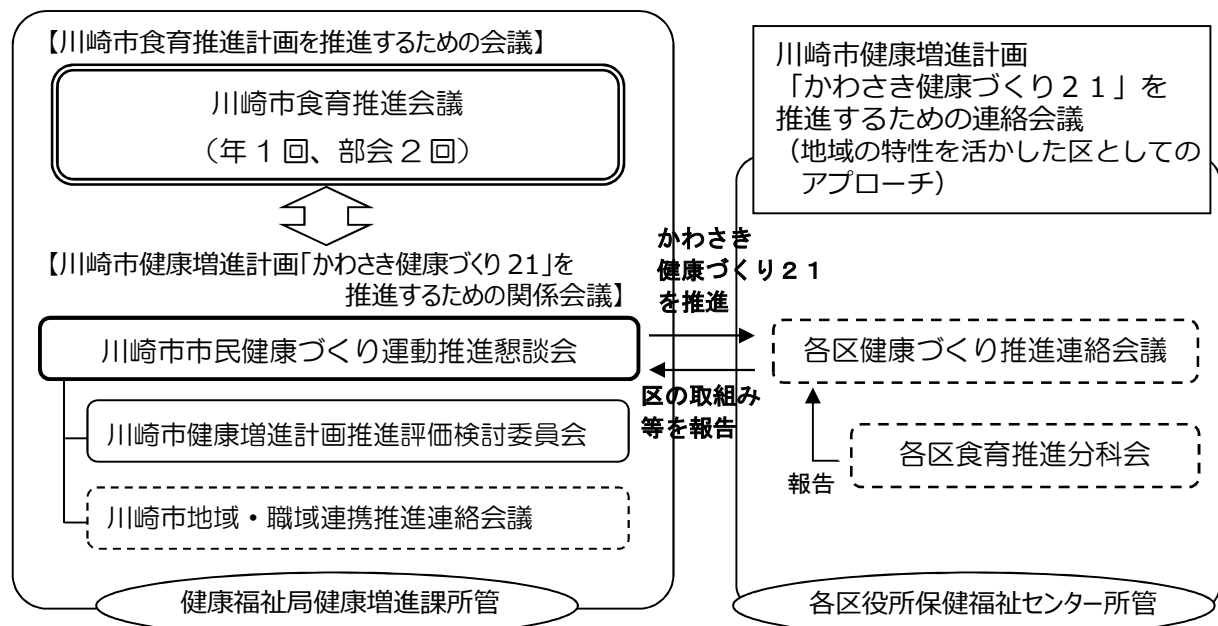 【川崎市食育推進計画を推進するための会議】
川崎市食育推進会議
（年１回、部会２回）
【川崎市健康増進計画「かわさき健康づくり21」を
推進するための関係会議】
川崎市市民健康づくり運動推進懇談会
川崎市健康増進計画推進評価検討委員会
川崎市地域・職域連携推進連絡会議
健康福祉局健康増進課所管
かわさき
健康づくり２１
を推進
区の取組み
等を報告
川崎市健康増進計画
「かわさき健康づくり２１」を
推進するための連絡会議
（地域の特性を活かした区としての
アプローチ）
各区健康づくり推進連絡会議
各区食育推進分科会
報告
各区役所保健福祉センター所管